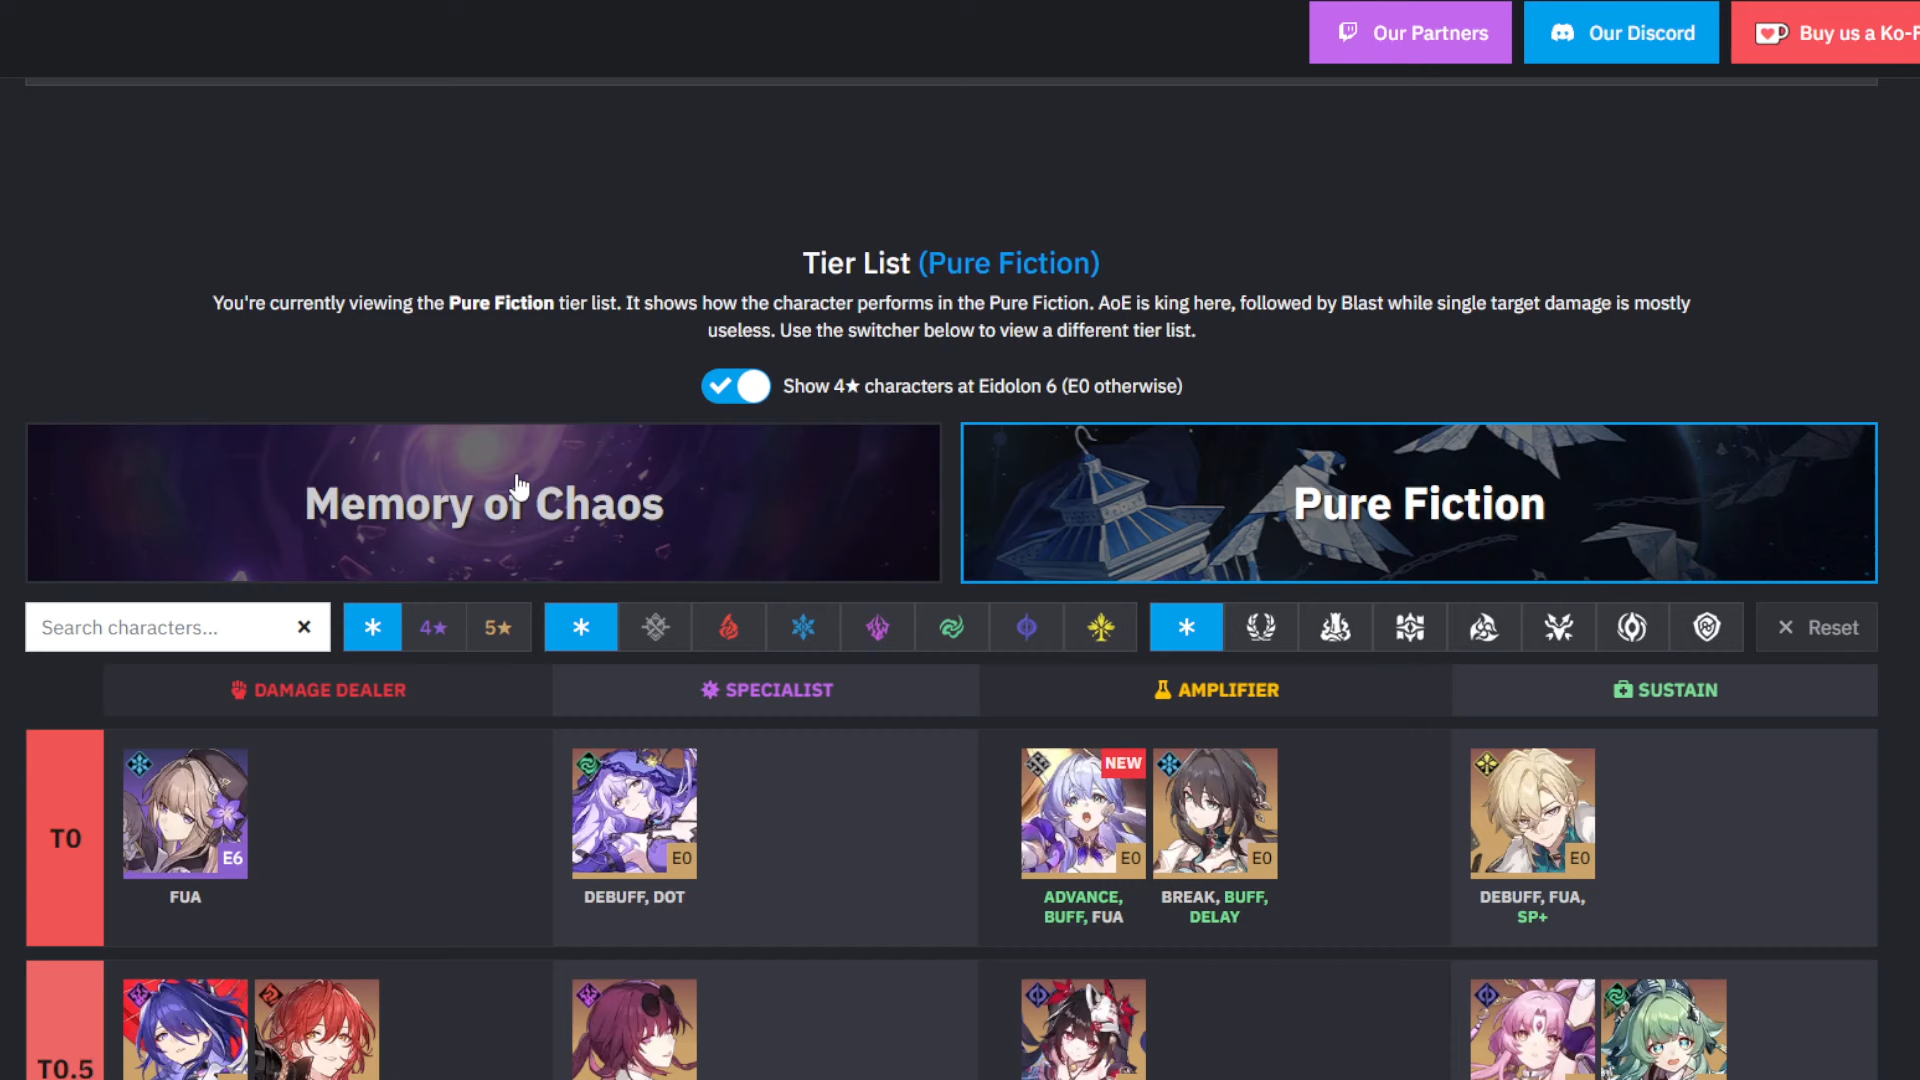 Our Partners
Our Discord
Buy us a Ko-F
Tier List (Pure Fiction)
You're currently viewing the Pure Fiction tier list. It shows how the character performs in the Pure Fiction. AoE is king here, followed by Blast while single target damage is mostly
useless. Use the switcher below to view a different tier list.
Show 4★ characters at Eidolon 6 (E0 otherwise)
Memory of Chaos
Pure Fiction
Search characters...
4★
5★
Reset
DAMAGE DEALER
SPECIALIST
AMPLIFIER
SUSTAIN
T0
E6
FUA
E0
DEBUFF, DOT
NEW
E0
ADVANCE,
BUFF, FUA
E0
BREAK, BUFF,
DELAY
E0
DEBUFF, FUA,
SP+
T0.5